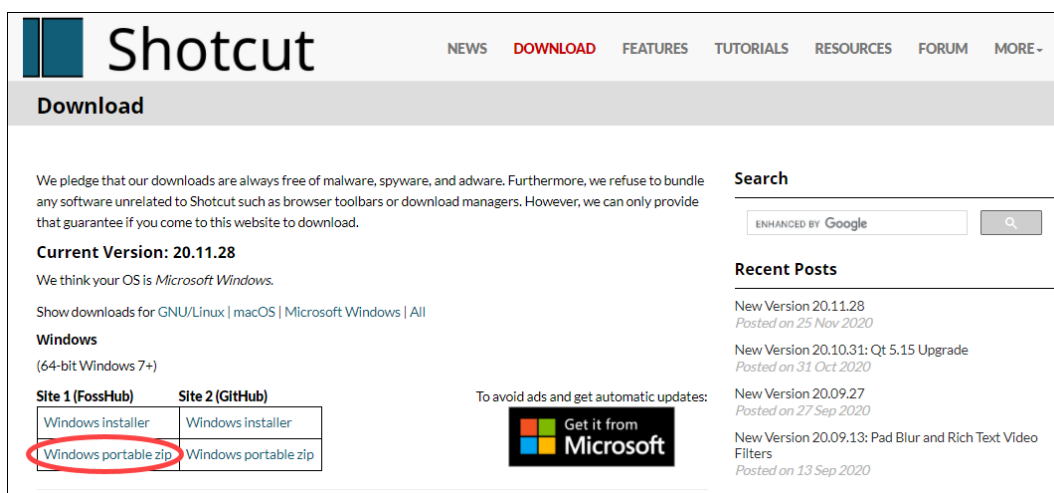 Shotcut
NEWS DOWNLOAD FEATURES TUTORIALS RESOURCES FORUM MORE
Download
We pledge that our downloads are always free of malware, spyware, and adware. Furthermore, we refuse to bundle
any software unrelated to Shotcut such as browser toolbars or download managers. However, we can only provide
that guarantee if you come to this website to download.
Current Version: 20.11.28
We think your OS is Microsoft Windows.
Show downloads for GNU/Linux | macOS | Microsoft Windows | All
Windows
(64-bit Windows 7+)
Site 1 (FossHub) Site 2 (GitHub)
Windows installer Windows installer
Windows portable zip Windows portable zip
To avoid ads and get automatic updates:
Get it from
Microsoft
Search
ENHANCED BY Google
Recent Posts
New Version 20.11.28
Posted on 25 Nov 2020
New Version 20.10.31: Qt 5.15 Upgrade
Posted on 31 Oct 2020
New Version 20.09.27
Posted on 27 Sep 2020
New Version 20.09.13: Pad Blur and Rich Text Video
Filters
Posted on 13 Sep 2020